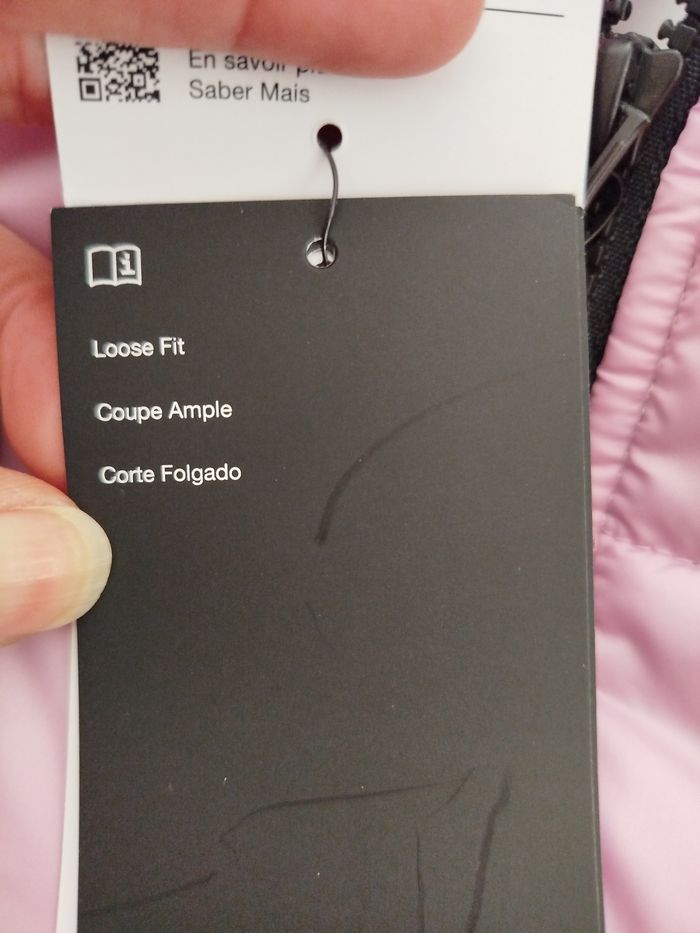 En savoir
Saber Mais
Loose Fit
Coupe Ample
Corte Folgado